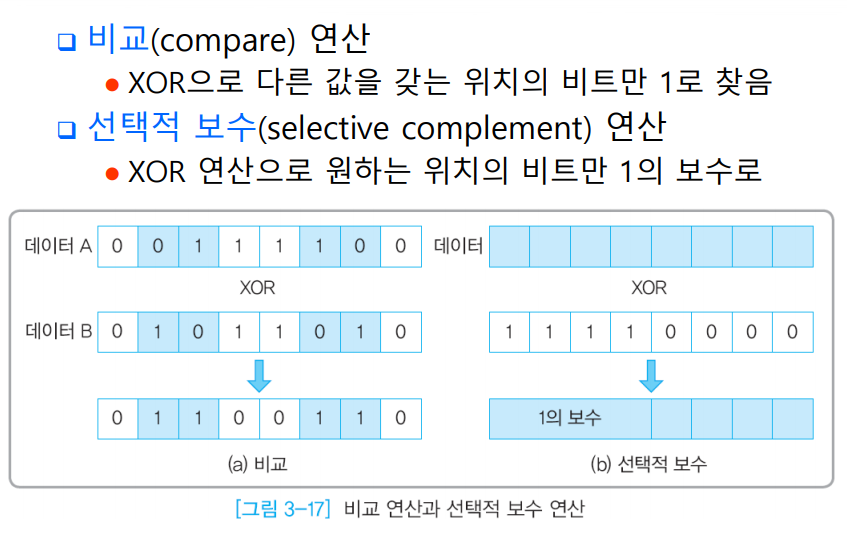 비교(compare) 연산
XOR으로 다른 값을 갖는 위치의 비트만 1로 찾음
선택적 보수(selective complement) 연산
XOR 연산으로 원하는 위치의 비트만 1의 보수로
데이터 A 0 0 1 1 1 1 0 0
XOR
데이터 B 0 1 0 1 1 0 1 0
0 1 1 0 0 1 1 0
(a) 비교
데이터
XOR
1 1 1 1 0 0 0 0
1의 보수
(b) 선택적 보수
[그림 3-17] 비교 연산과 선택적 보수 연산